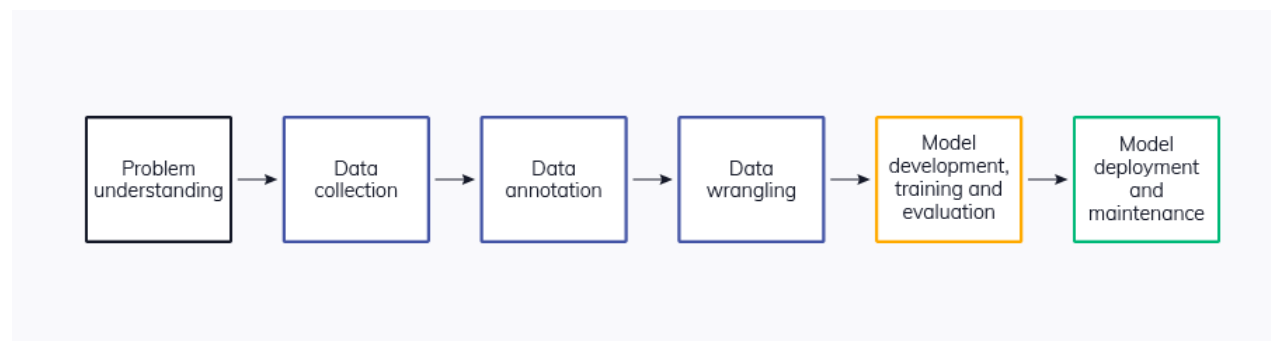 Problem
understanding
Data
collection
Data
annotation
Data
wrangling
Model
development,
training and
evaluation
Model
deployment
and
maintenance